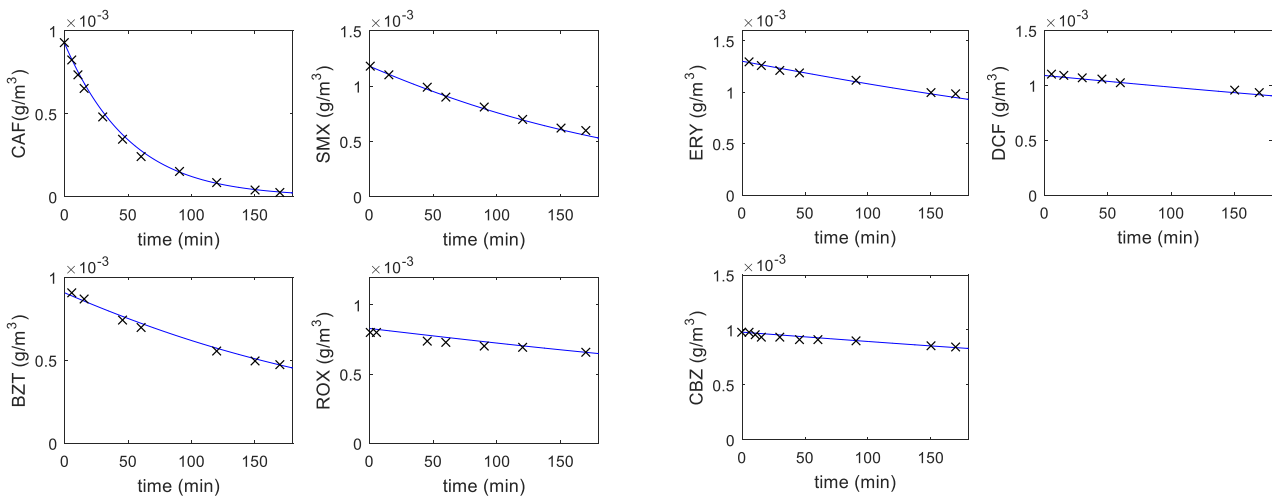 × 10⁻³
1
0.5
0
CAF(g/m³)
0 50 100 150
time (min)
× 10⁻³
1.5
1
0.5
0
SMX (g/m³)
0 50 100 150
time (min)
× 10⁻³
1.5
1
0.5
0
ERY (g/m³)
0 50 100 150
time (min)
× 10⁻³
1.5
1
0.5
0
DCF (g/m³)
0 50 100 150
time (min)
× 10⁻³
1
0.5
0
BZT (g/m³)
0 50 100 150
time (min)
× 10⁻³
1
0.5
0
ROX (g/m³)
0 50 100 150
time (min)
× 10⁻³
1.5
1
0.5
0
CBZ (g/m³)
0 50 100 150
time (min)